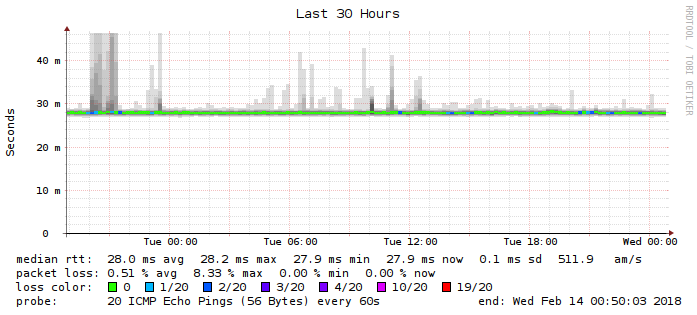 Last 30 Hours
RRDTOOL / TOBI OETIKER
Seconds
40 m
30 m
20 m
10 m
0
Tue 00:00 Tue 06:00 Tue 12:00 Tue 18:00 Wed 00:00
median rtt: 28.0 ms avg 28.2 ms max 27.9 ms min 27.9 ms now 0.1 ms sd 511.9 am/s
packet loss: 0.51 % avg 8.33 % max 0.00 % min 0.00 % now
loss color: 0 1/20 2/20 3/20 4/20 10/20 19/20
probe: 20 ICMP Echo Pings (56 Bytes) every 60s end: Wed Feb 14 00:50:03 2018